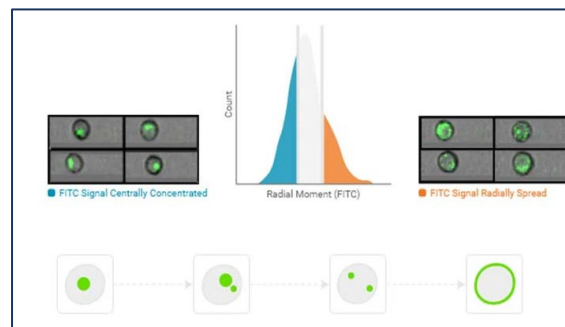 Count
FITC Signal Centrally Concentrated
Radial Moment (FITC)
FITC Signal Radially Spread